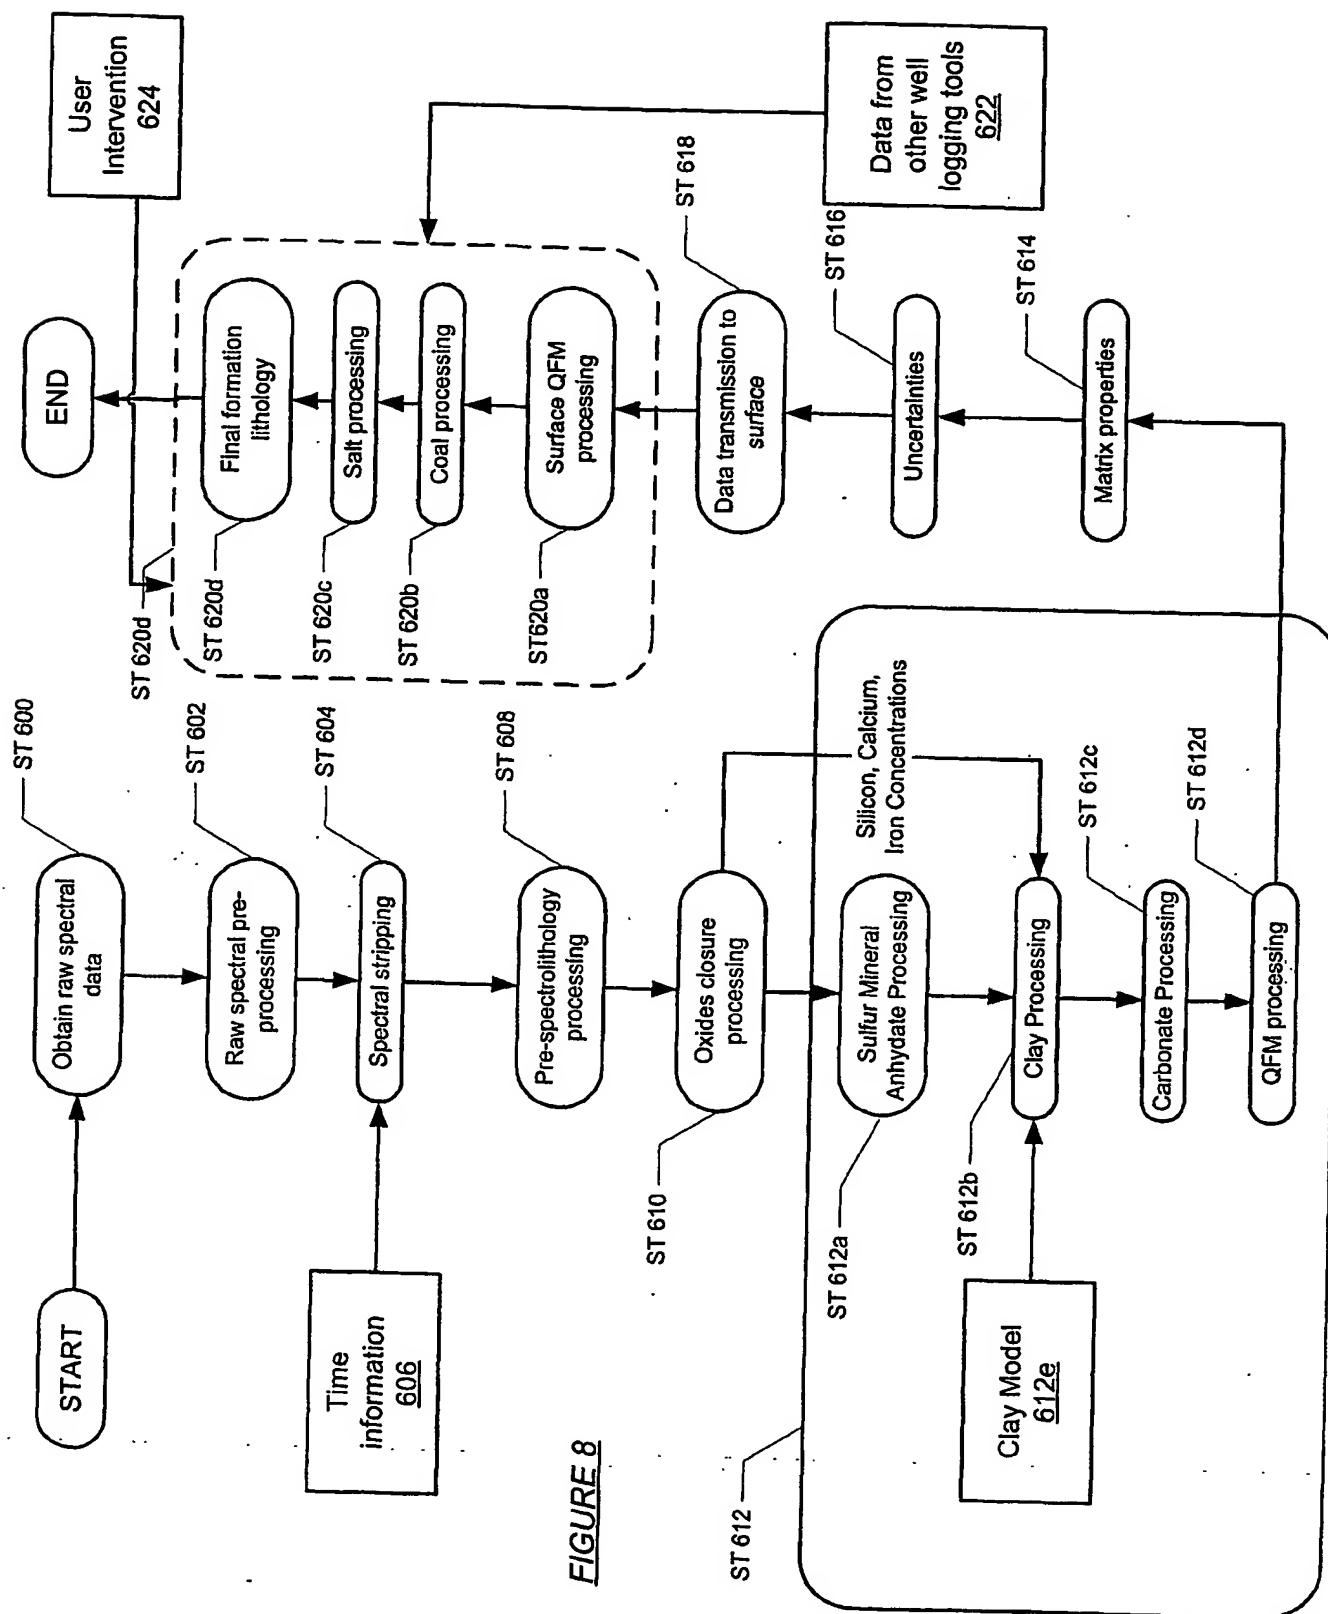 START
Obtain raw spectral
data
ST 600
Raw spectral pre-
processing
ST 602
Time
information
606
Spectral stripping
ST 604
Pre-spectrolithology
processing
ST 608
Oxides closure
processing
ST 610
Silicon, Calcium,
Iron Concentrations
ST 612
Sulfur Mineral
Anhydate Processing
ST 612a
Clay Model
612e
Clay Processing
ST 612b
Carbonate Processing
ST 612c
QFM processing
ST 612d
Matrix properties
ST 614
Uncertainties
ST 616
Data transmission to
surface
ST 618
Data from
other well
logging tools
622
Surface QFM
processing
ST620a
Coal processing
ST 620b
Salt processing
ST 620c
Final formation
lithology
ST 620d
ST 620d
User
Intervention
624
END
FIGURE 8